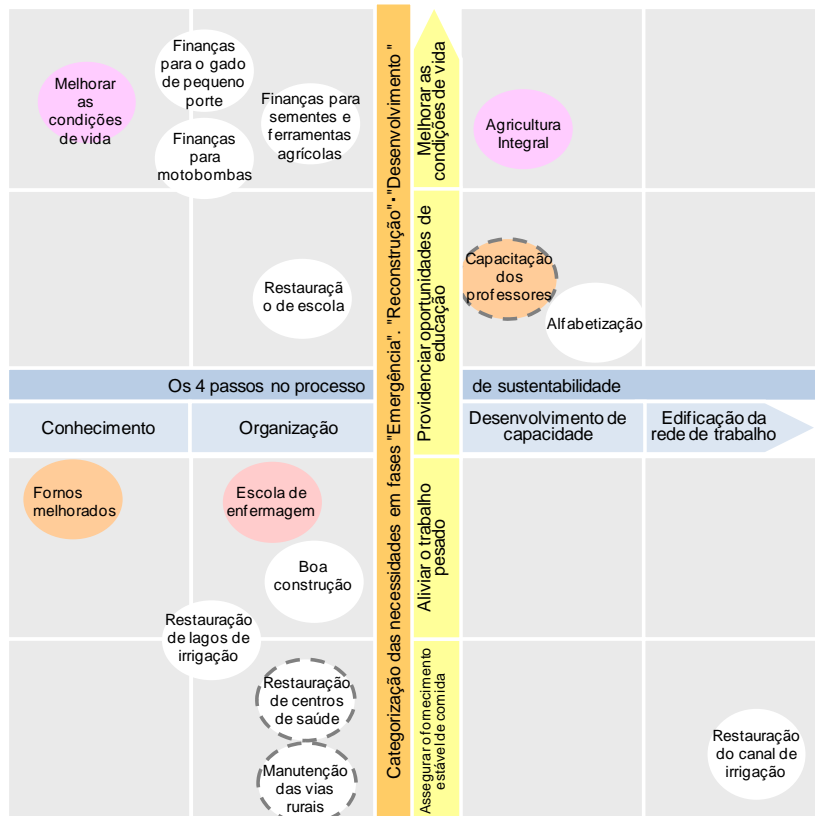 Melhorar
as
condições
de vida
Finanças
para o gado
de pequeno
porte
Finanças
para
motobombas
Finanças para
sementes e
ferramentas
agrícolas
Restauraçã
o de escola
Os 4 passos no processo
Conhecimento
Organização
Fornos
melhorados
Escola de
enfermagem
Boa
construção
Restauração
de lagos de
irrigação
Restauração
de centros
de saúde
Manutenção
das vias
rurais
Categorização das necessidades em fases "Emergência". "Reconstrução"・"Desenvolvimento "
Melhorar as
condições de vida
Providenciar oportunidades de
educação
Aliviar o trabalho
pesado
Assegurar o fornecimento
estável de comida
Agricultura
Integral
Capacitação
dos
professores
Alfabetização
de sustentabilidade
Desenvolvimento de
capacidade
Edificação da
rede de trabalho
Restauração
do canal de
irrigação